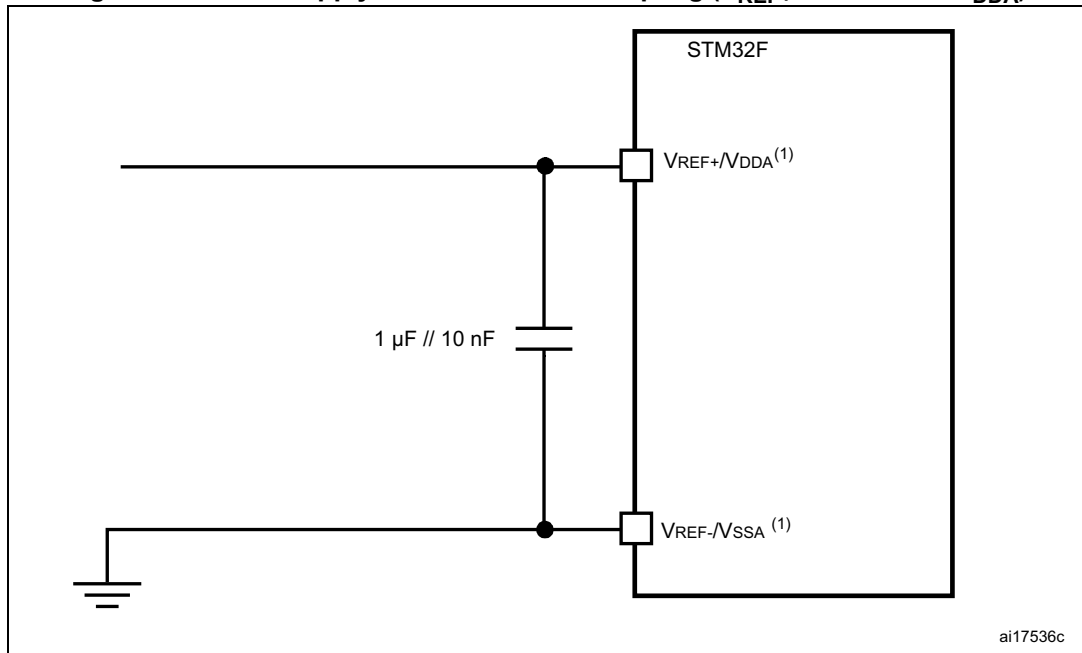 STM32F
VREF+/VDDA(1)
1 µF // 10 nF
VREF-/VSSA (1)
ai17536c